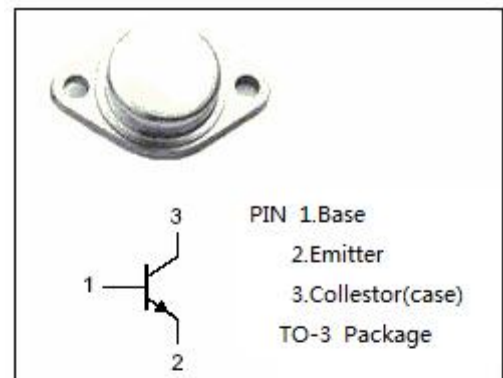 3
PIN 1.Base
2.Emitter
1
3.Collestor(case)
TO-3 Package
2